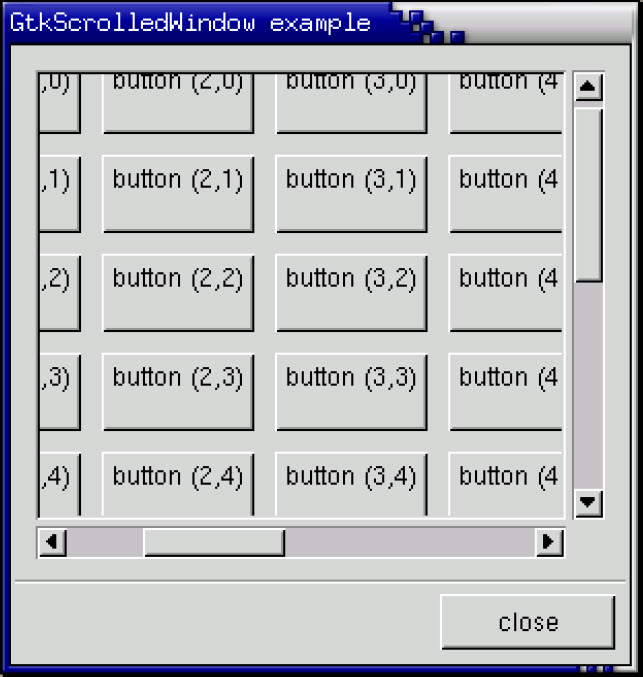 GtkScrolledWindow example
,0) button (2,0) button (3,0) button (4
,1) button (2,1) button (3,1) button (4
,2) button (2,2) button (3,2) button (4
,3) button (2,3) button (3,3) button (4
,4) button (2,4) button (3,4) button (4
close